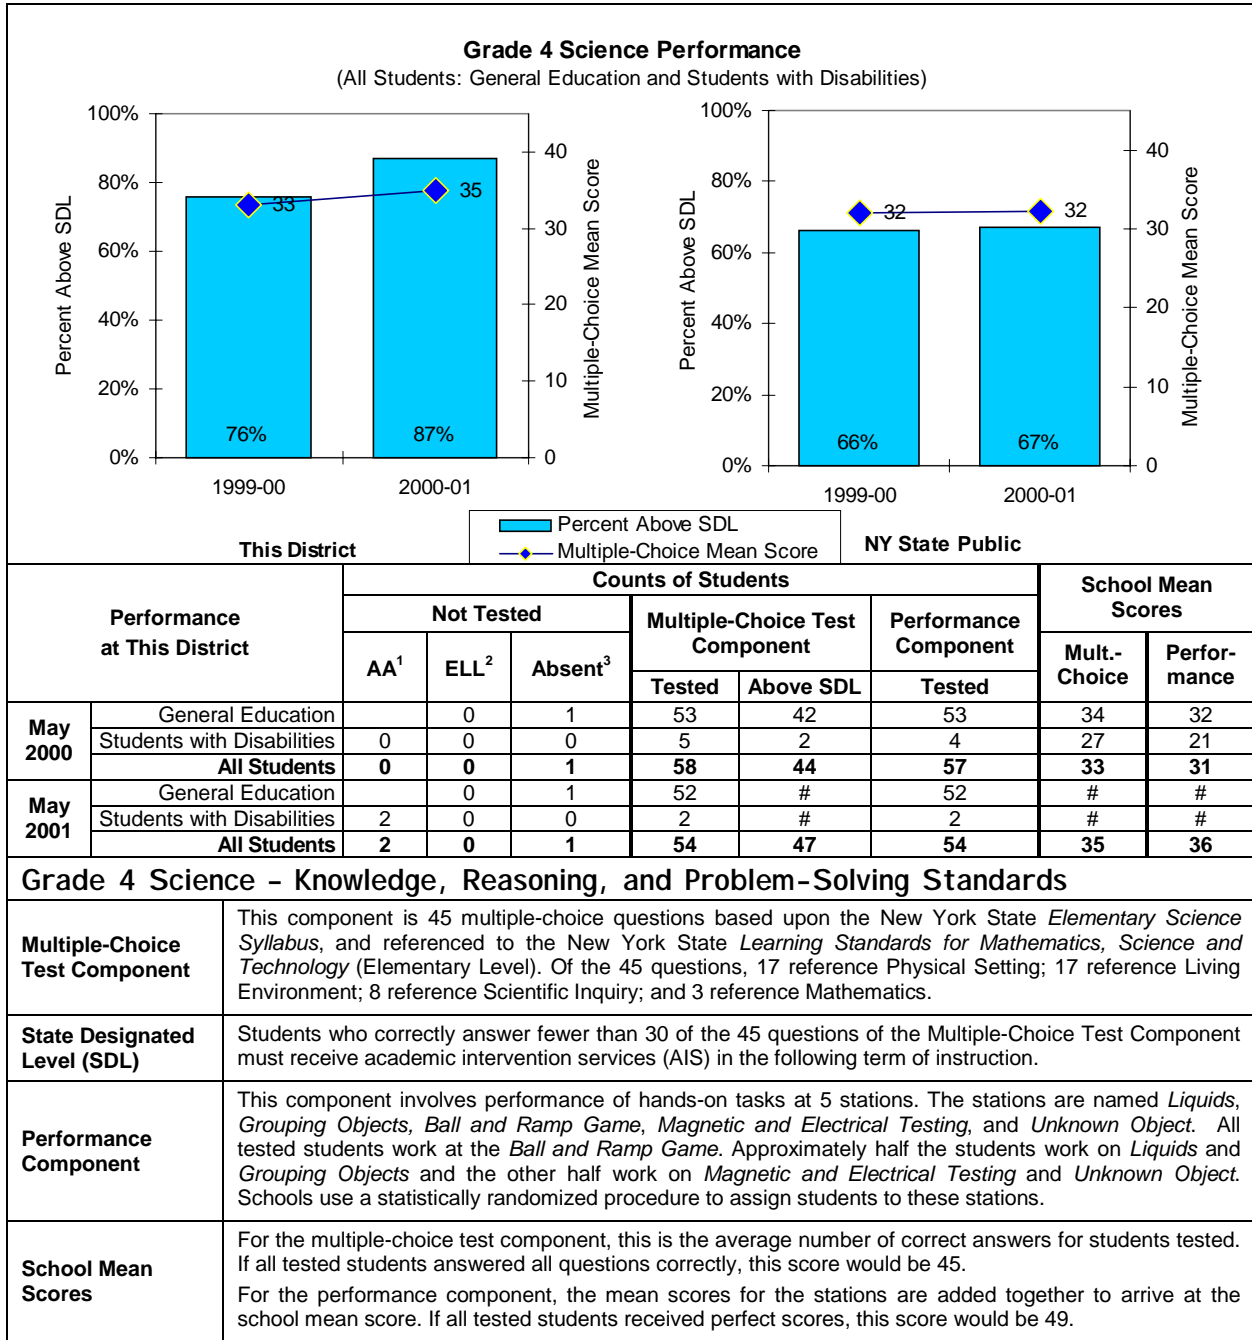 Grade 4 Science Performance
(All Students: General Education and Students with Disabilities)
100%
80%
60%
40%
20%
0%
Percent Above SDL
33
35
76%
87%
1999-00
2000-01
40
30
20
10
0
Multiple-Choice Mean Score
This District
100%
80%
60%
40%
20%
0%
Percent Above SDL
32
32
66%
67%
1999-00
2000-01
40
30
20
10
0
Multiple-Choice Mean Score
NY State Public
Percent Above SDL
Multiple-Choice Mean Score
Performance
at This District
Counts of Students
School Mean
Scores
Not Tested
Multiple-Choice Test
Component
Performance
Component
AA¹ ELL² Absent³
Tested Above SDL Tested
Mult.-
Choice
Perfor-
mance
May
2000
General Education 0 1 53 42 53 34 32
Students with Disabilities 0 0 0 5 2 4 27 21
All Students 0 0 1 58 44 57 33 31
May
2001
General Education 0 1 52 # 52 # #
Students with Disabilities 2 0 0 2 # 2 # #
All Students 2 0 1 54 47 54 35 36
Grade 4 Science – Knowledge, Reasoning, and Problem-Solving Standards
Multiple-Choice
Test Component
This component is 45 multiple-choice questions based upon the New York State Elementary Science
Syllabus, and referenced to the New York State Learning Standards for Mathematics, Science and
Technology (Elementary Level). Of the 45 questions, 17 reference Physical Setting; 17 reference Living
Environment; 8 reference Scientific Inquiry; and 3 reference Mathematics.
State Designated
Level (SDL)
Students who correctly answer fewer than 30 of the 45 questions of the Multiple-Choice Test Component
must receive academic intervention services (AIS) in the following term of instruction.
Performance
Component
This component involves performance of hands-on tasks at 5 stations. The stations are named Liquids,
Grouping Objects, Ball and Ramp Game, Magnetic and Electrical Testing, and Unknown Object. All
tested students work at the Ball and Ramp Game. Approximately half the students work on Liquids and
Grouping Objects and the other half work on Magnetic and Electrical Testing and Unknown Object.
Schools use a statistically randomized procedure to assign students to these stations.
School Mean
Scores
For the multiple-choice test component, this is the average number of correct answers for students tested.
If all tested students answered all questions correctly, this score would be 45.
For the performance component, the mean scores for the stations are added together to arrive at the
school mean score. If all tested students received perfect scores, this score would be 49.